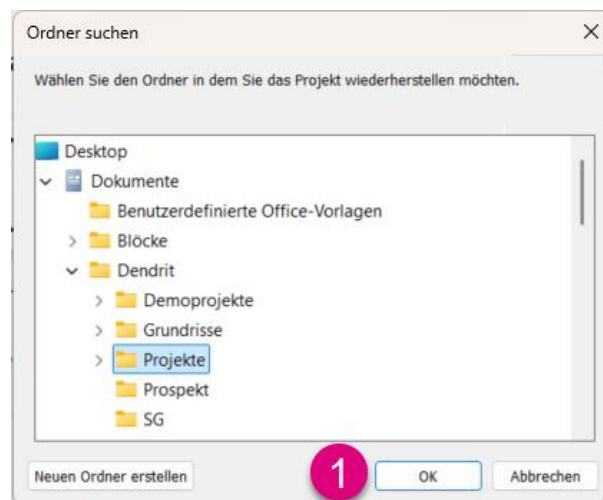 Ordner suchen
Wählen Sie den Ordner in dem Sie das Projekt wiederherstellen möchten.
Desktop
Dokumente
Benutzerdefinierte Office-Vorlagen
Blöcke
Dendrit
Demoprojekte
Grundrisse
Projekte
Prospekt
SG
Neuen Ordner erstellen 1 OK Abbrechen